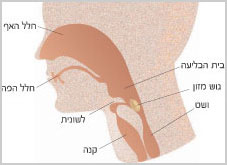 חלל האף
בית הבליעה
גוש מזון
חלל הפה
ושט
לשונית
קנה